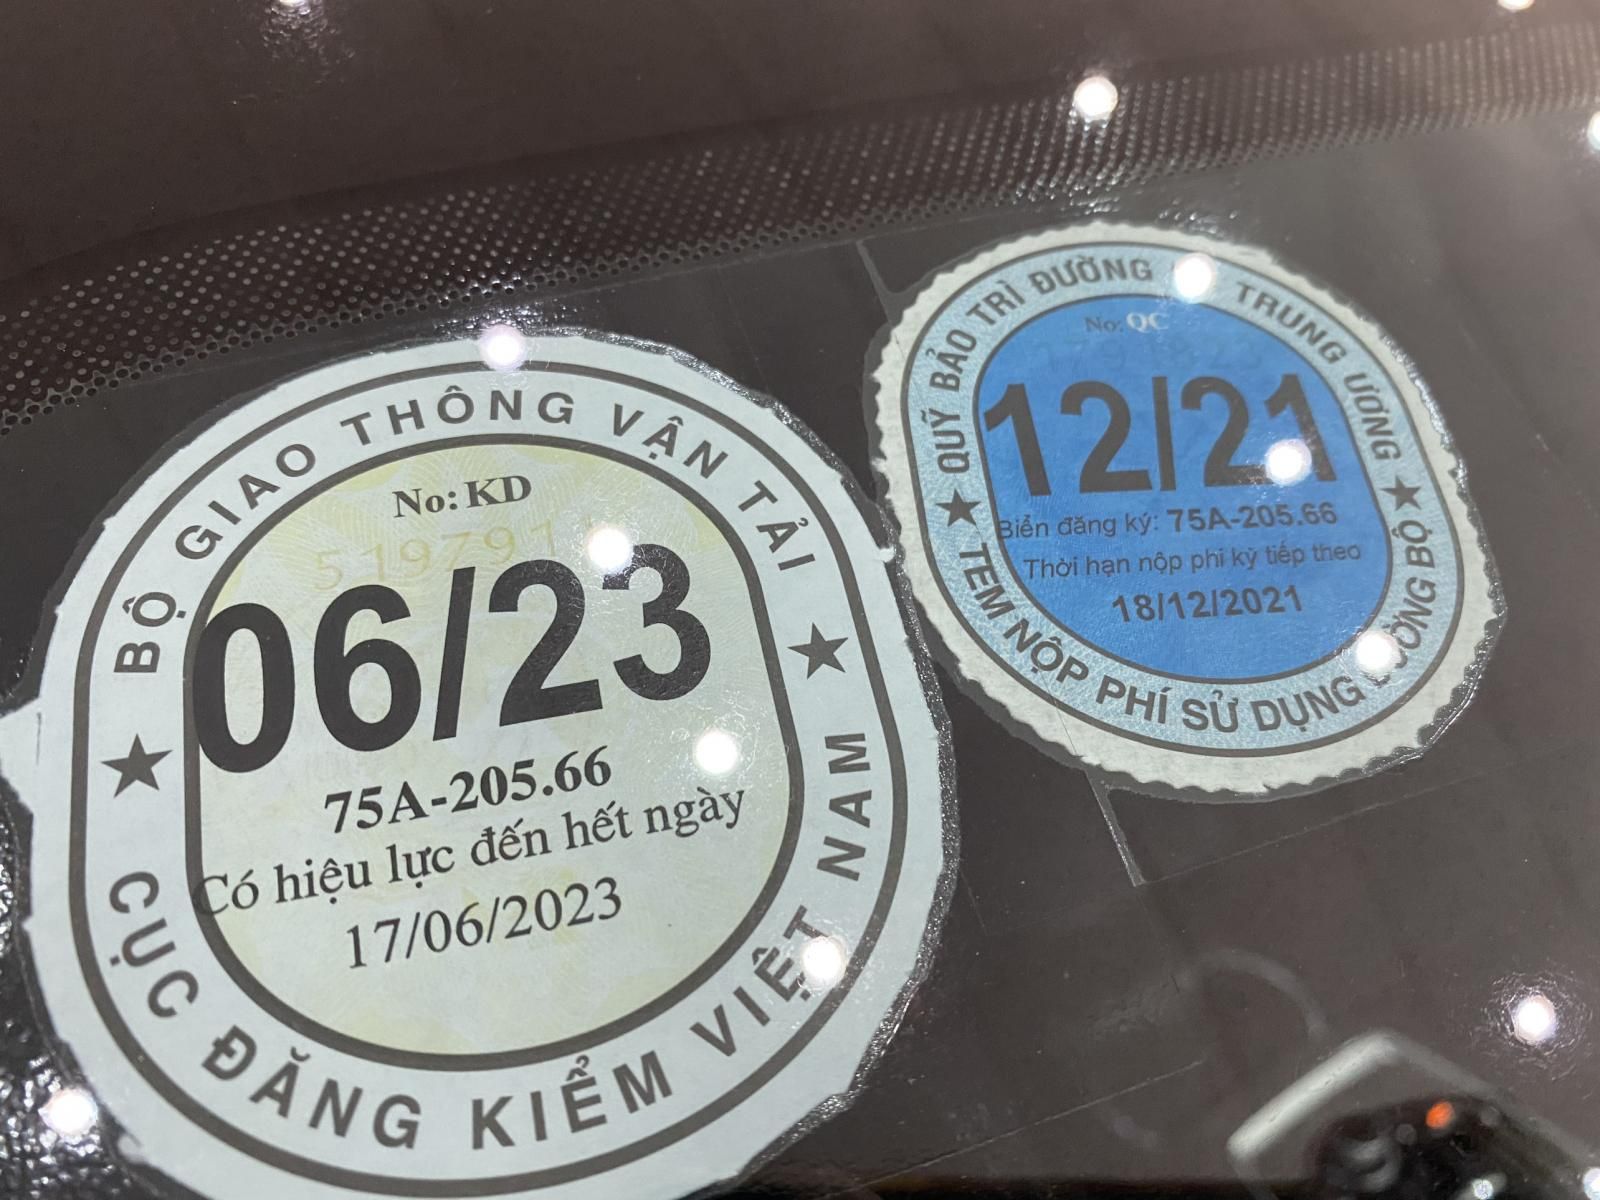 BỘ GIAO THÔNG VẬN TẢI
No: KD
519791
06/23
75A-205.66
Có hiệu lực đến hết ngày
17/06/2023
CỤC ĐĂNG KIỂM VIỆT NAM
QUỸ BẢO TRÌ ĐƯỜNG TRUNG ƯƠNG
No: QC
12/21
Biển đăng ký: 75A-205.66
Thời hạn nộp phí kỳ tiếp theo
18/12/2021
TEM NỘP PHÍ SỬ DỤNG ĐƯỜNG BỘ